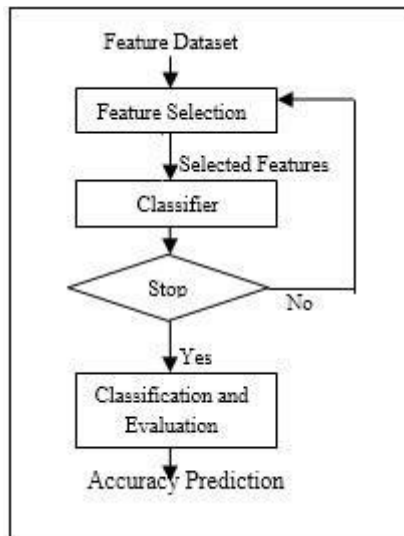 Feature Dataset
Feature Selection
Selected Features
Classifier
Stop
No
Yes
Classification and
Evaluation
Accuracy Prediction